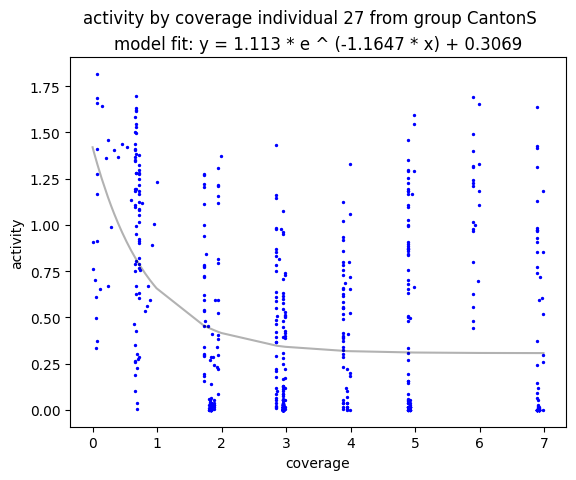 activity by coverage individual 27 from group CantonS
model fit: y = 1.113 * e ^ (-1.1647 * x) + 0.3069
1.75
1.50
1.25
1.00
0.75
0.50
0.25
0.00
activity
0 1 2 3 4 5 6 7
coverage